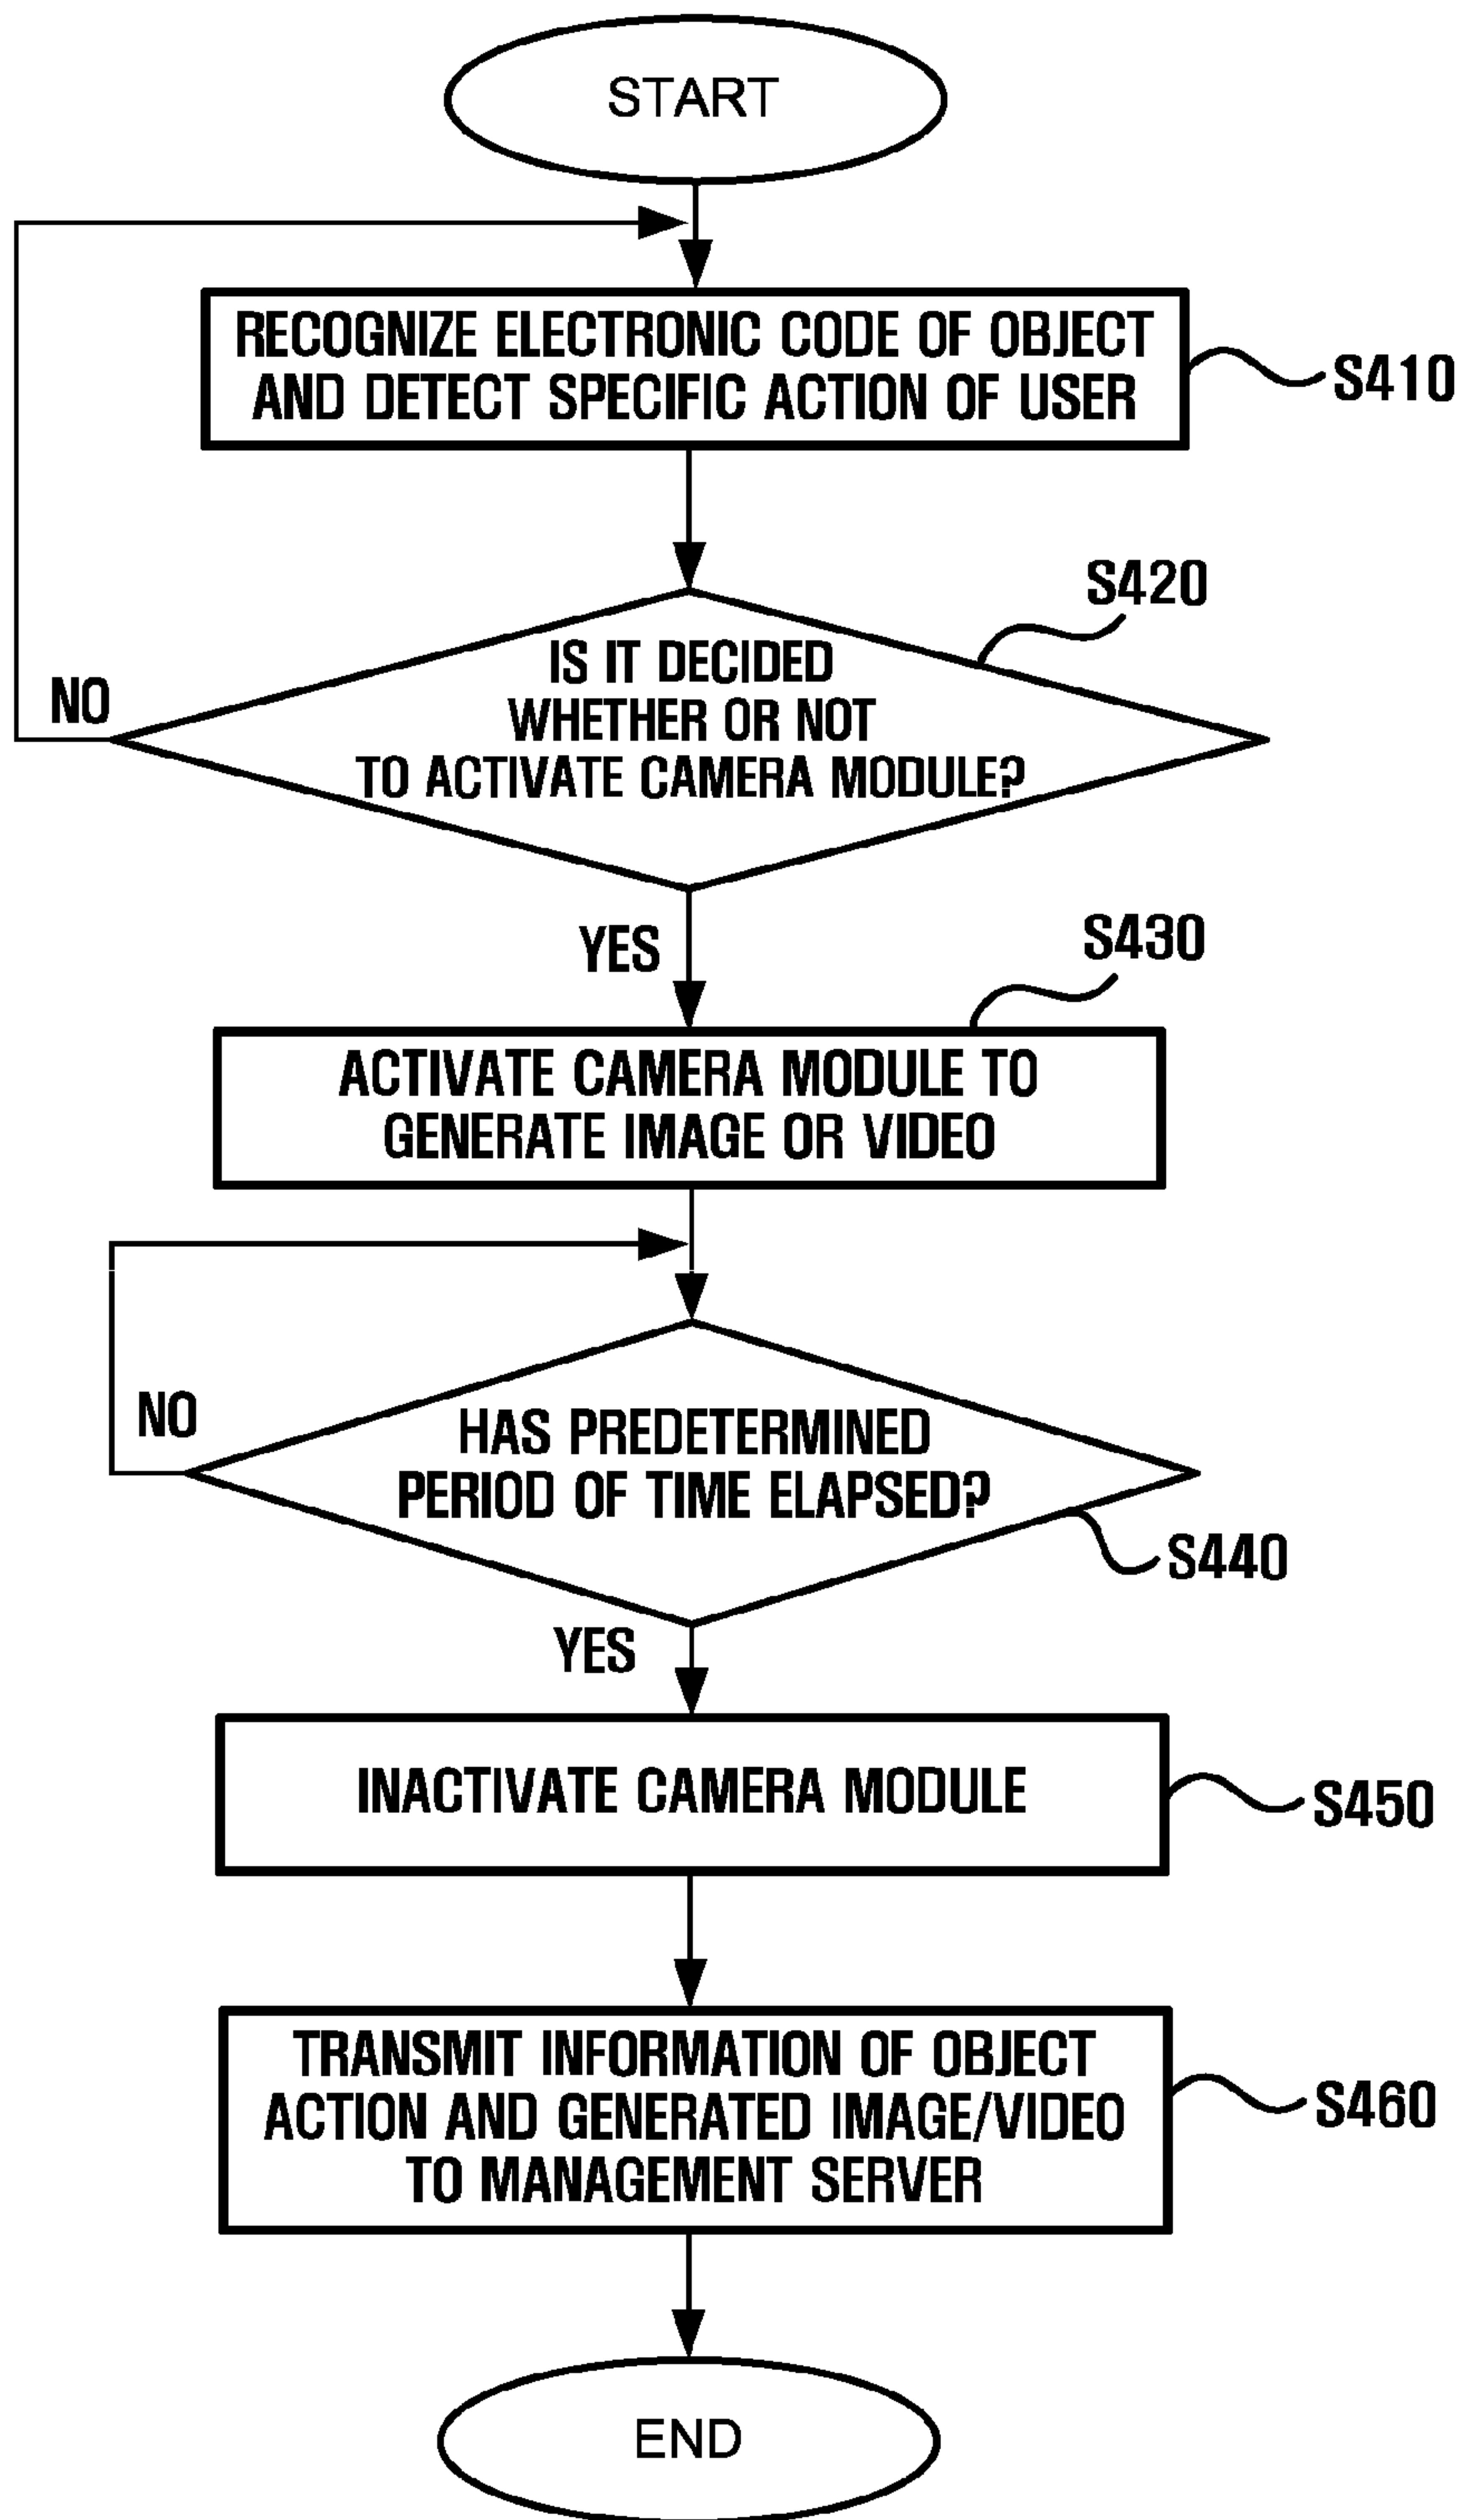 START
RECOGNIZE ELECTRONIC CODE OF OBJECT
AND DETECT SPECIFIC ACTION OF USER
S410
S420
IS IT DECIDED
WHETHER OR NOT
TO ACTIVATE CAMERA MODULE?
NO
YES
S430
ACTIVATE CAMERA MODULE TO
GENERATE IMAGE OR VIDEO
NO
HAS PREDETERMINED
PERIOD OF TIME ELAPSED?
S440
YES
INACTIVATE CAMERA MODULE
S450
TRANSMIT INFORMATION OF OBJECT
ACTION AND GENERATED IMAGE/VIDEO
TO MANAGEMENT SERVER
S460
END